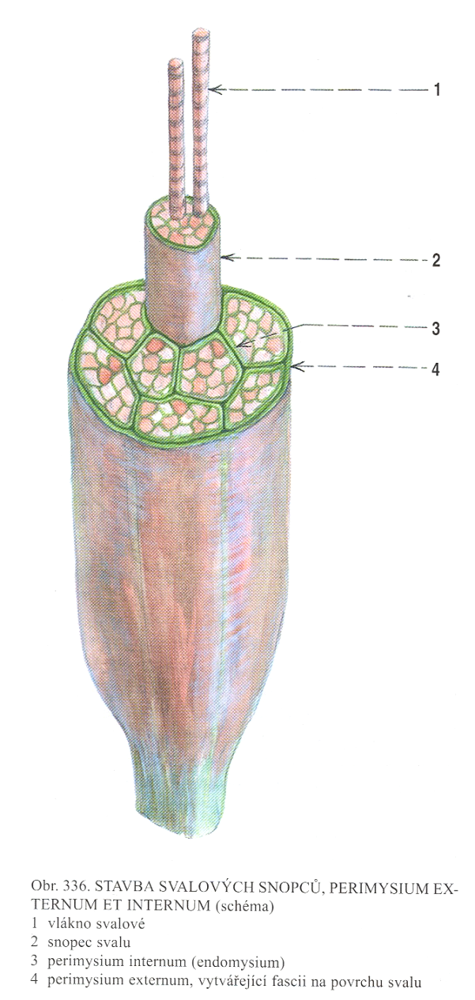 1
2
3
4
Obr. 336. STAVBA SVALOVÝCH SNOPCŮ, PERIMYSIUM EX-
TERNUM ET INTERNUM (schéma)
1 vlákno svalové
2 snopec svalu
3 perimysium internum (endomysium)
4 perimysium externum, vytvářející fascii na povrchu svalu